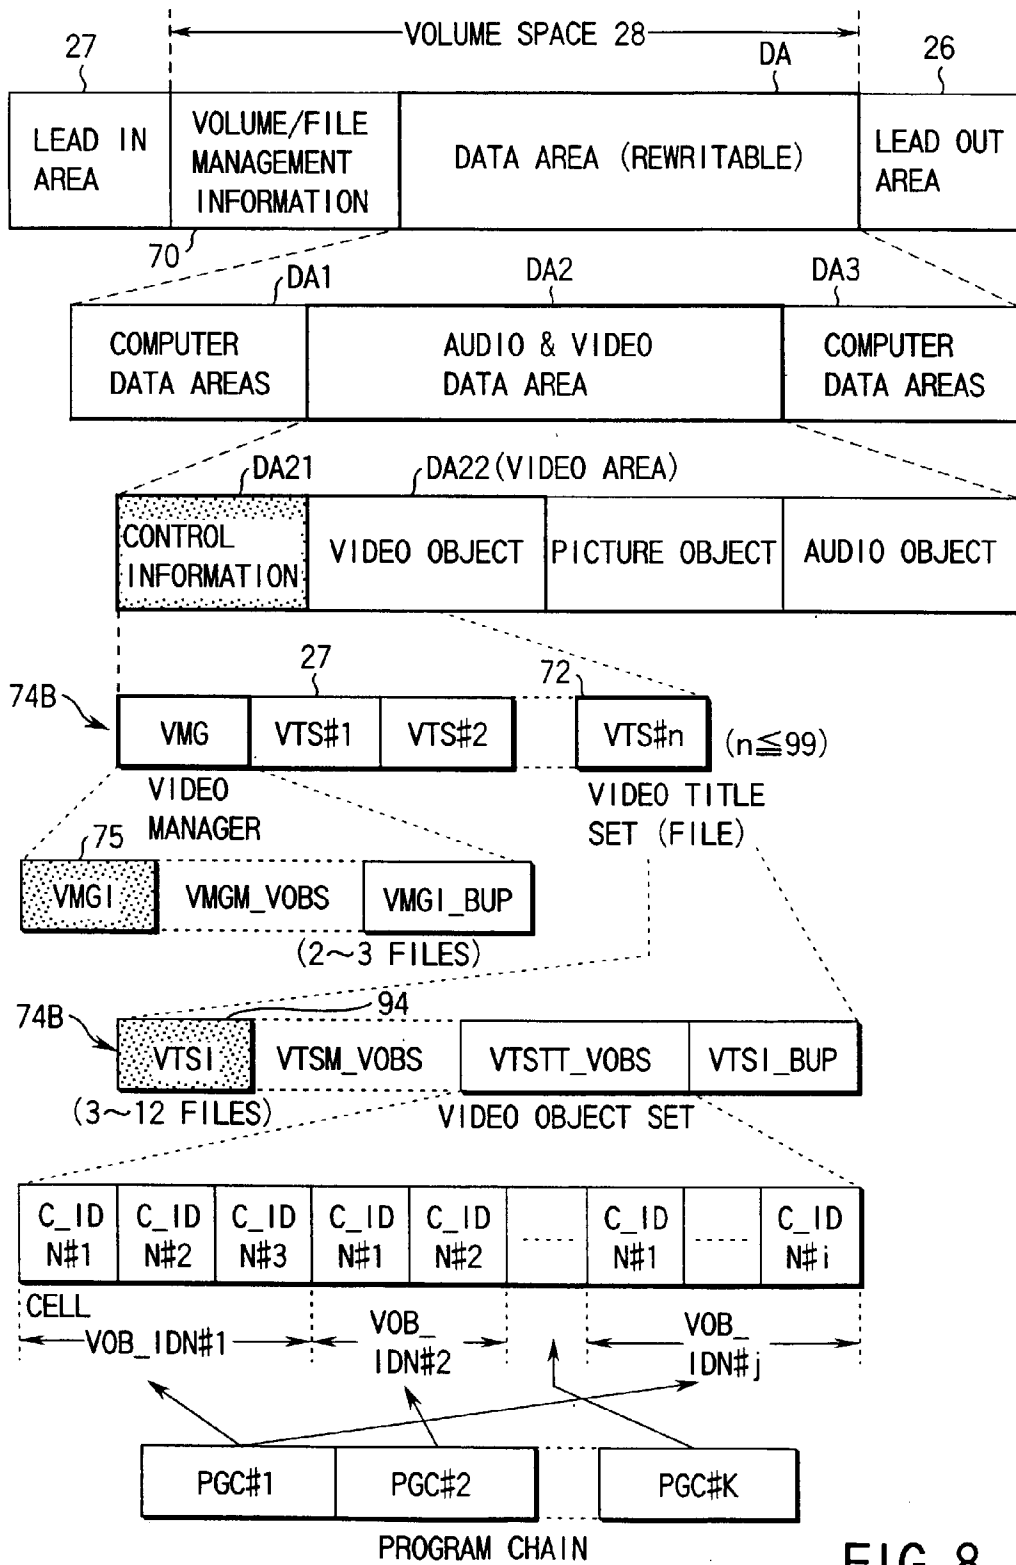 VOLUME SPACE 28
27
DA
26
LEAD IN
AREA
VOLUME/FILE
MANAGEMENT
INFORMATION
DATA AREA (REWRITABLE)
LEAD OUT
AREA
70
DA1
DA2
DA3
COMPUTER
DATA AREAS
AUDIO & VIDEO
DATA AREA
COMPUTER
DATA AREAS
DA21
DA22(VIDEO AREA)
CONTROL
INFORMATION
VIDEO OBJECT
PICTURE OBJECT
AUDIO OBJECT
27
72
74B
VMG
VTS#1
VTS#2
VTS#n
(n≦99)
VIDEO
MANAGER
VIDEO TITLE
SET (FILE)
75
VMGI
VMGM_VOBS
VMGI_BUP
(2~3 FILES)
94
74B
VTSI
VTSM_VOBS
VTSTT_VOBS
VTSI_BUP
(3~12 FILES)
VIDEO OBJECT SET
C_ID
N#1
C_ID
N#2
C_ID
N#3
C_ID
N#1
C_ID
N#2
C_ID
N#1
C_ID
N#i
CELL
VOB_IDN#1
VOB_
IDN#2
VOB_
IDN#j
PGC#1
PGC#2
PGC#K
PROGRAM CHAIN
FIG. 8